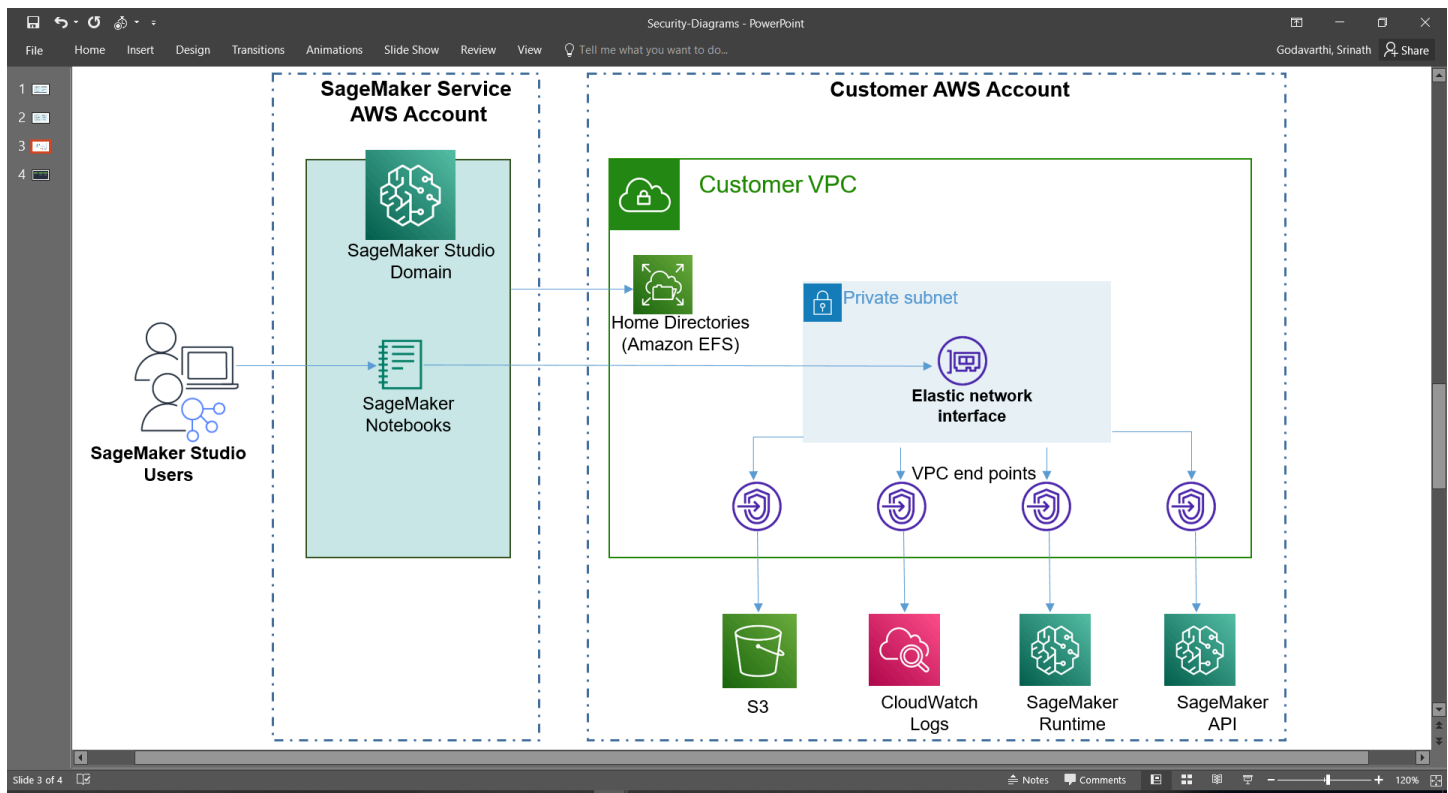 Security-Diagrams - PowerPoint
File Home Insert Design Transitions Animations Slide Show Review View Tell me what you want to do... Godavarthi, Srinath Share
1
2
3
4
SageMaker Service
AWS Account
Customer AWS Account
Customer VPC
SageMaker Studio
Domain
Home Directories
(Amazon EFS)
Private subnet
Elastic network
interface
SageMaker
Notebooks
SageMaker Studio
Users
VPC end points
S3
CloudWatch
Logs
SageMaker
Runtime
SageMaker
API
Slide 3 of 4 Notes Comments 120%